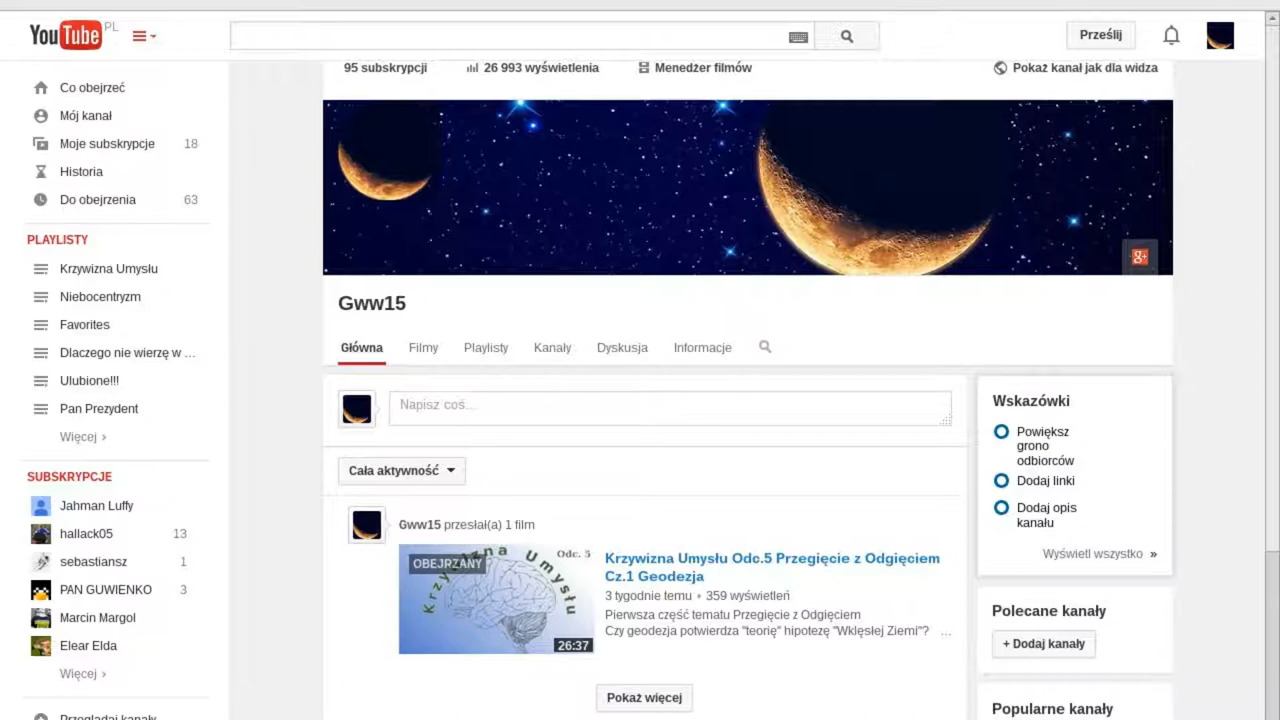 YouTube PL
Prześlij
95 subskrypcji
26 993 wyświetlenia
Menedżer filmów
Pokaż kanał jak dla widza
Co obejrzeć
Mój kanał
Moje subskrypcje 18
Historia
Do obejrzenia 63
PLAYLISTY
Krzywizna Umysłu
Niebocentryzm
Favorites
Dlaczego nie wierzę w ...
Ulubione!!!
Pan Prezydent
Więcej ›
SUBSKRYPCJE
Jahman Luffy
hallack05 13
sebastiansz 1
PAN GUWIENKO 3
Marcin Margol
Elear Elda
Więcej ›
Przeglądaj kanały
g+
Gww15
Główna Filmy Playlisty Kanały Dyskusja Informacje
Napisz coś...
Cała aktywność
Gww15 przesłał(a) 1 film
OBEJRZANY
Krzywizna Umysłu
Odc. 5
26:37
Krzywizna Umysłu Odc.5 Przegięcie z Odgięciem
Cz.1 Geodezja
3 tygodnie temu • 359 wyświetleń
Pierwsza część tematu Przegięcie z Odgięciem
Czy geodezja potwierdza "teorię" hipotezę "Wklęsłej Ziemi"? ...
Pokaż więcej
Wskazówki
Powiększ
grono
odbiorców
Dodaj linki
Dodaj opis
kanału
Wyświetl wszystko »
Polecane kanały
+ Dodaj kanały
Popularne kanały